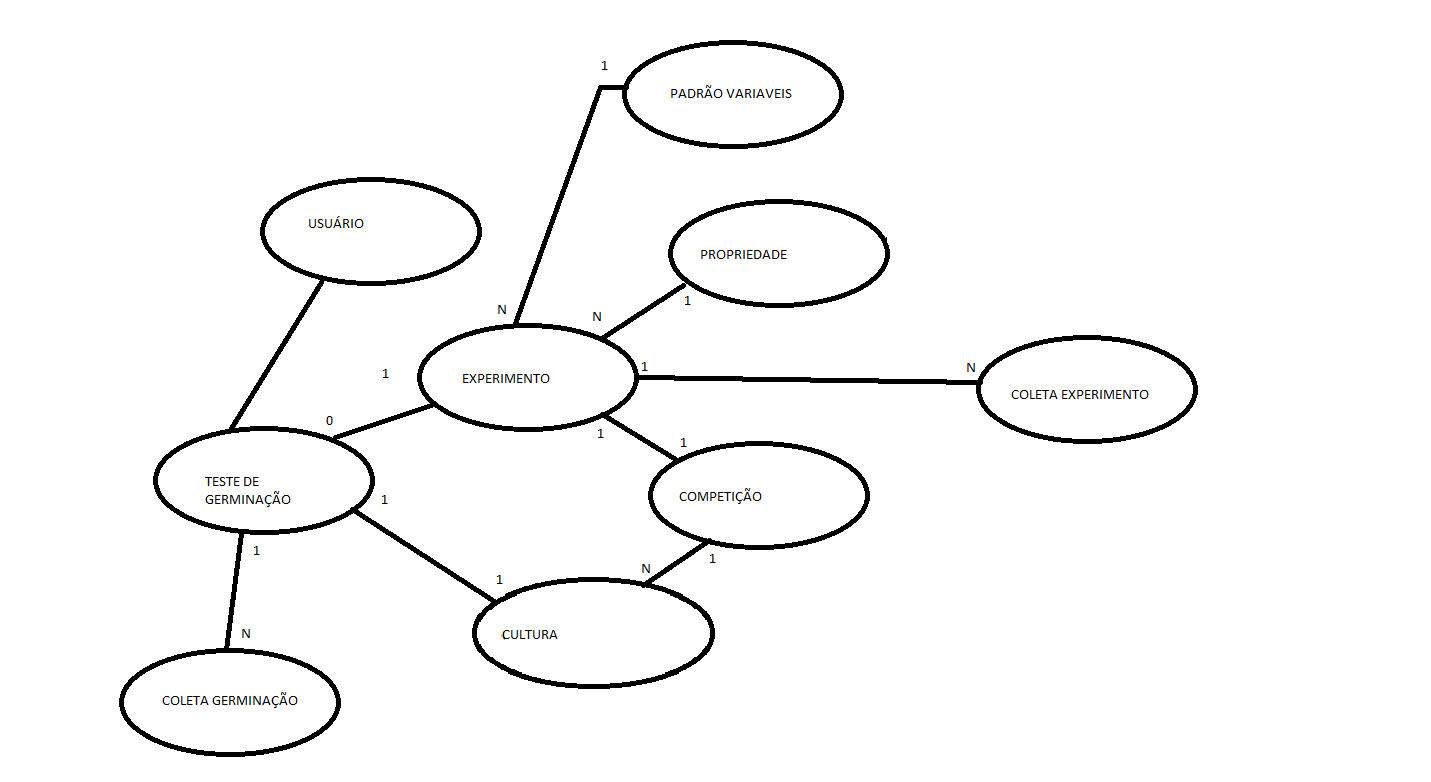 1
PADRÃO VARIAVEIS
USUÁRIO
PROPRIEDADE
N
N
1
1
EXPERIMENTO
1
N
COLETA EXPERIMENTO
0
1
1
TESTE DE
GERMINAÇÃO
1
COMPETIÇÃO
1
1
N
1
CULTURA
N
COLETA GERMINAÇÃO